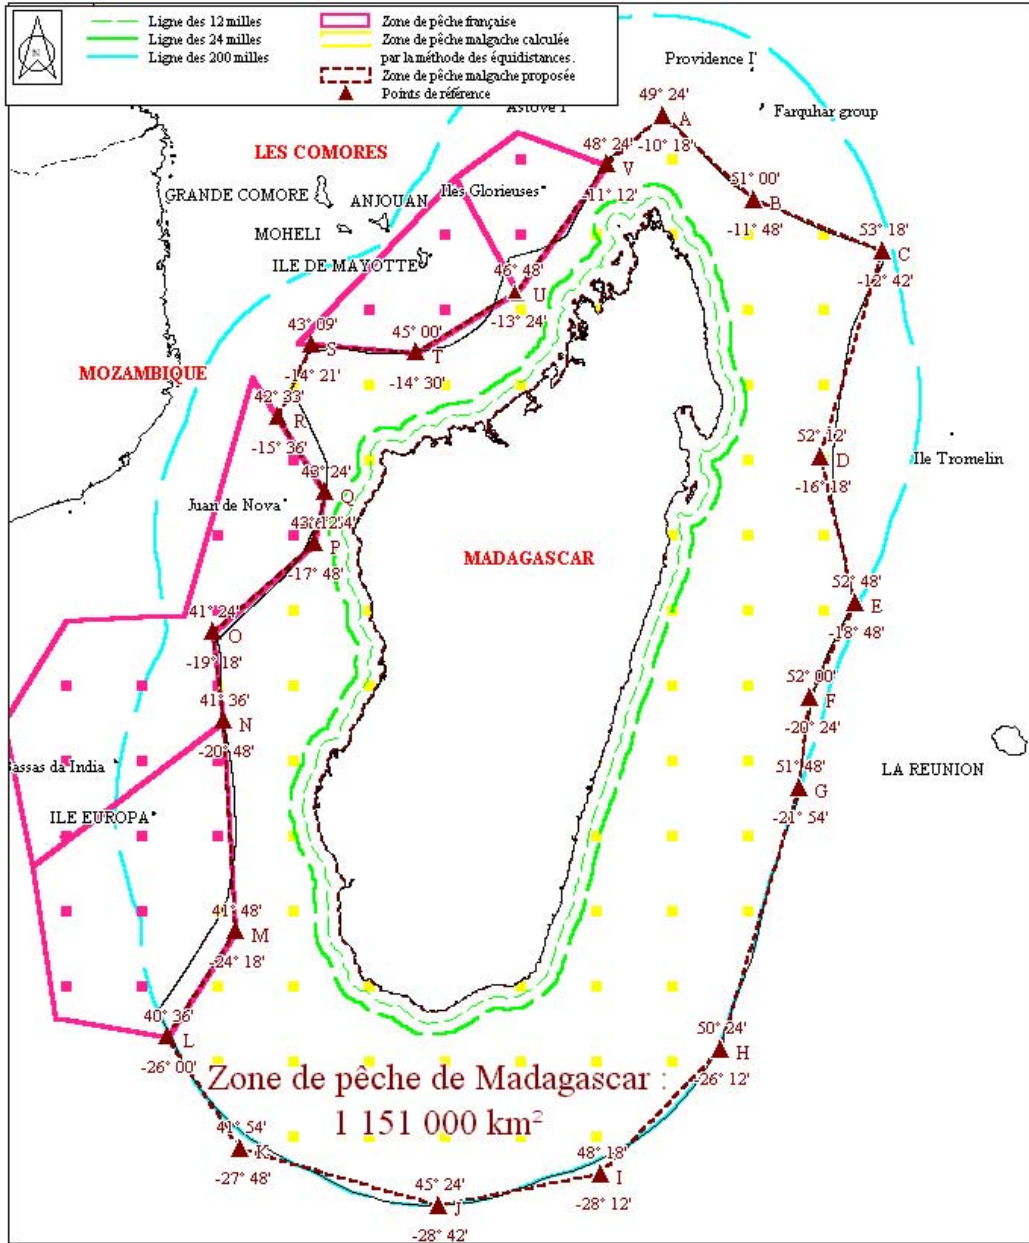 N
Ligne des 12 milles
Ligne des 24 milles
Ligne des 200 milles
Zone de pêche française
Zone de pêche malgache calculée
par la méthode des équidistances.
Zone de pêche malgache proposée
Points de référence
Providence I
Astove I
Farquhar group
49° 24'
A
-10° 18'
LES COMORES
48° 24'
V
-11° 12'
GRANDE COMORE
ANJOUAN
Iles Glorieuses
51° 00'
B
-11° 48'
MOHELI
53° 18'
C
-12° 42'
ILE DE MAYOTTE
46° 48'
U
-13° 24'
43° 09'
S
-14° 21'
45° 00'
T
-14° 30'
MOZAMBIQUE
42° 33'
R
-15° 36'
52° 12'
D
-16° 18'
Ile Tromelin
43° 24'
Q
Juan de Nova
P
-17° 48'
MADAGASCAR
52° 48'
E
-18° 48'
41° 24'
O
-19° 18'
52° 00'
F
-20° 24'
41° 36'
N
-20° 48'
51° 48'
G
-21° 54'
LA REUNION
assas da India
ILE EUROPA
41° 48'
M
-24° 18'
40° 36'
L
-26° 00'
50° 24'
H
-26° 12'
Zone de pêche de Madagascar :
1 151 000 km²
41° 54'
K
-27° 48'
48° 18'
I
-28° 12'
45° 24'
J
-28° 42'